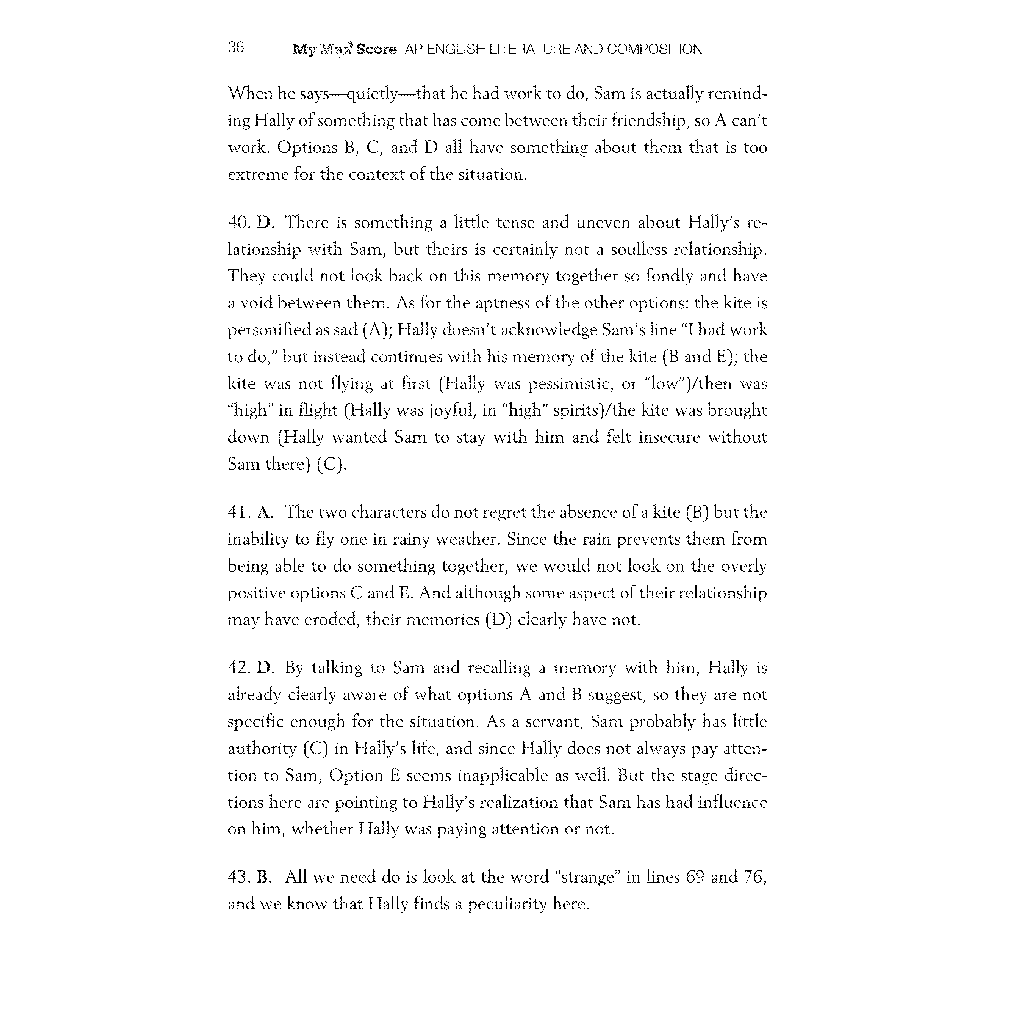 36 My Max Score AP ENGLISH LITERATURE AND COMPOSITION
When he says—quietly—that he had work to do, Sam is actually remind-
ing Hally of something that has come between their friendship, so A can't
work. Options B, C, and D all have something about them that is too
extreme for the context of the situation.
40. D. There is something a little tense and uneven about Hally's re-
lationship with Sam, but theirs is certainly not a soulless relationship.
They could not look back on this memory together so fondly and have
a void between them. As for the aptness of the other options: the kite is
personified as sad (A); Hally doesn't acknowledge Sam's line “I had work
to do,” but instead continues with his memory of the kite (B and E); the
kite was not flying at first (Hally was pessimistic, or “low”)/then was
“high” in flight (Hally was joyful, in “high” spirits)/the kite was brought
down (Hally wanted Sam to stay with him and felt insecure without
Sam there) (C).
41. A. The two characters do not regret the absence of a kite (B) but the
inability to fly one in rainy weather. Since the rain prevents them from
being able to do something together, we would not look on the overly
positive options C and E. And although some aspect of their relationship
may have eroded, their memories (D) clearly have not.
42. D. By talking to Sam and recalling a memory with him, Hally is
already clearly aware of what options A and B suggest, so they are not
specific enough for the situation. As a servant, Sam probably has little
authority (C) in Hally's life, and since Hally does not always pay atten-
tion to Sam, Option E seems inapplicable as well. But the stage direc-
tions here are pointing to Hally's realization that Sam has had influence
on him, whether Hally was paying attention or not.
43. B. All we need do is look at the word “strange” in lines 69 and 76,
and we know that Hally finds a peculiarity here.